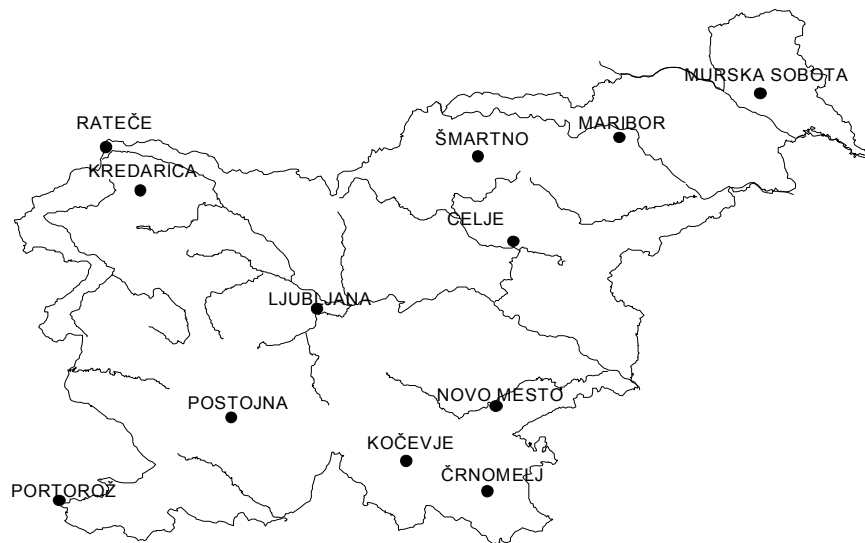 MURSKA SOBOTA
RATEČE
MARIBOR
ŠMARTNO
KREDARICA
CELJE
LJUBLJANA
NOVO MESTO
POSTOJNA
KOČEVJE
ČRNOMELJ
PORTOROŽ